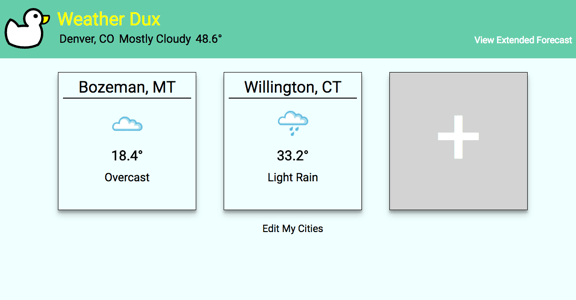 Weather Dux
Denver, CO Mostly Cloudy 48.6°
View Extended Forecast
Bozeman, MT
18.4°
Overcast
Willington, CT
33.2°
Light Rain
+
Edit My Cities